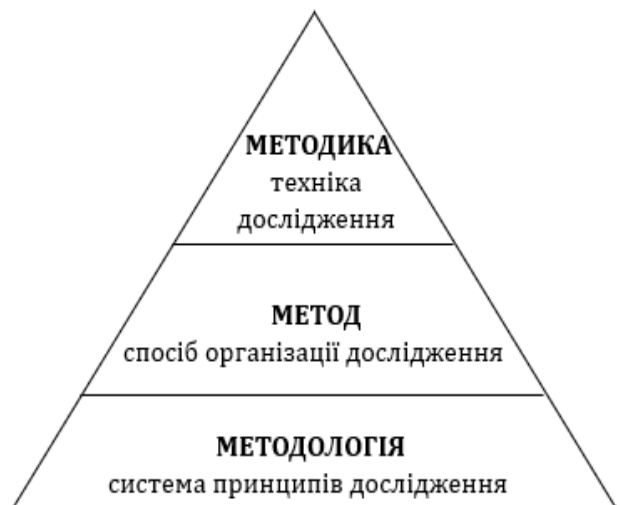 МЕТОДИКА
техніка
дослідження
МЕТОД
спосіб організації дослідження
МЕТОДОЛОГІЯ
система принципів дослідження